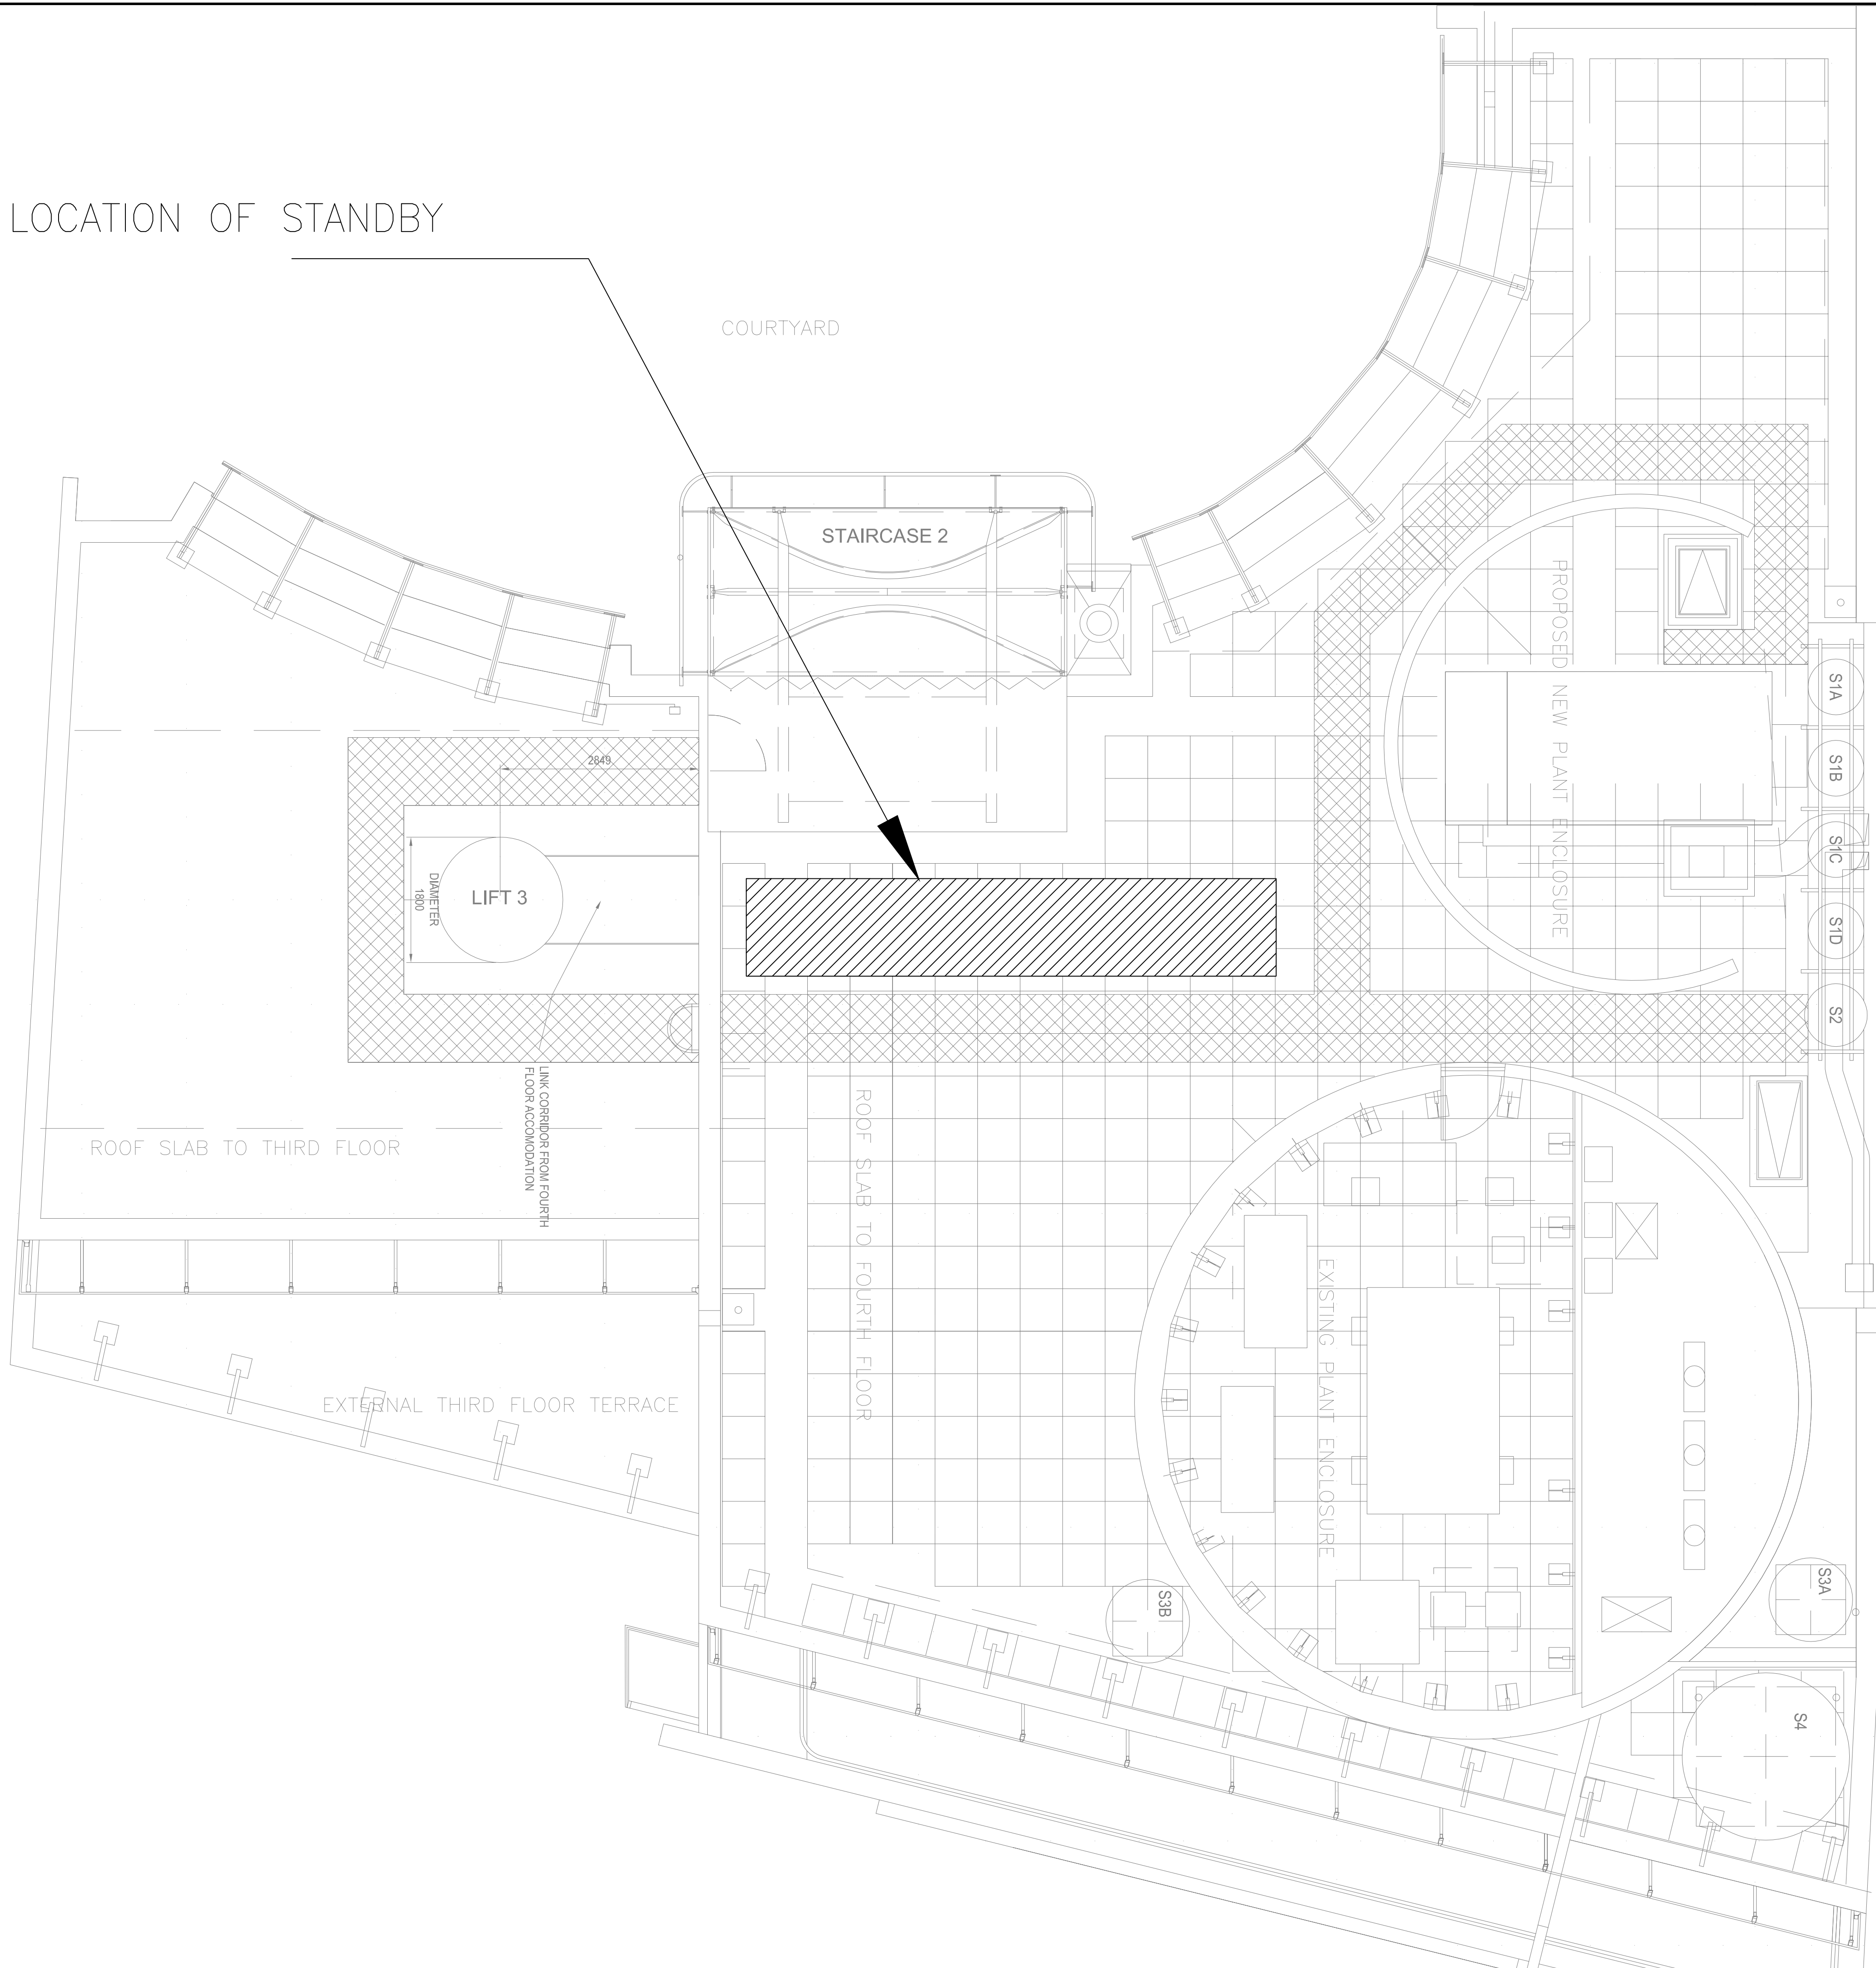 LOCATION OF STANDBY
COURTYARD
STAIRCASE 2
PROPOSED NEW PLANT ENCLOSURE
S1A
S1B
S1C
S1D
S2
2849
DIAMETER
1800
LIFT 3
LINK CORRIDOR FROM FOURTH
FLOOR ACCOMODATION
ROOF SLAB TO THIRD FLOOR
ROOF SLAB TO FOURTH FLOOR
EXISTING PLANT ENCLOSURE
EXTERNAL THIRD FLOOR TERRACE
S3B
S3A
S4